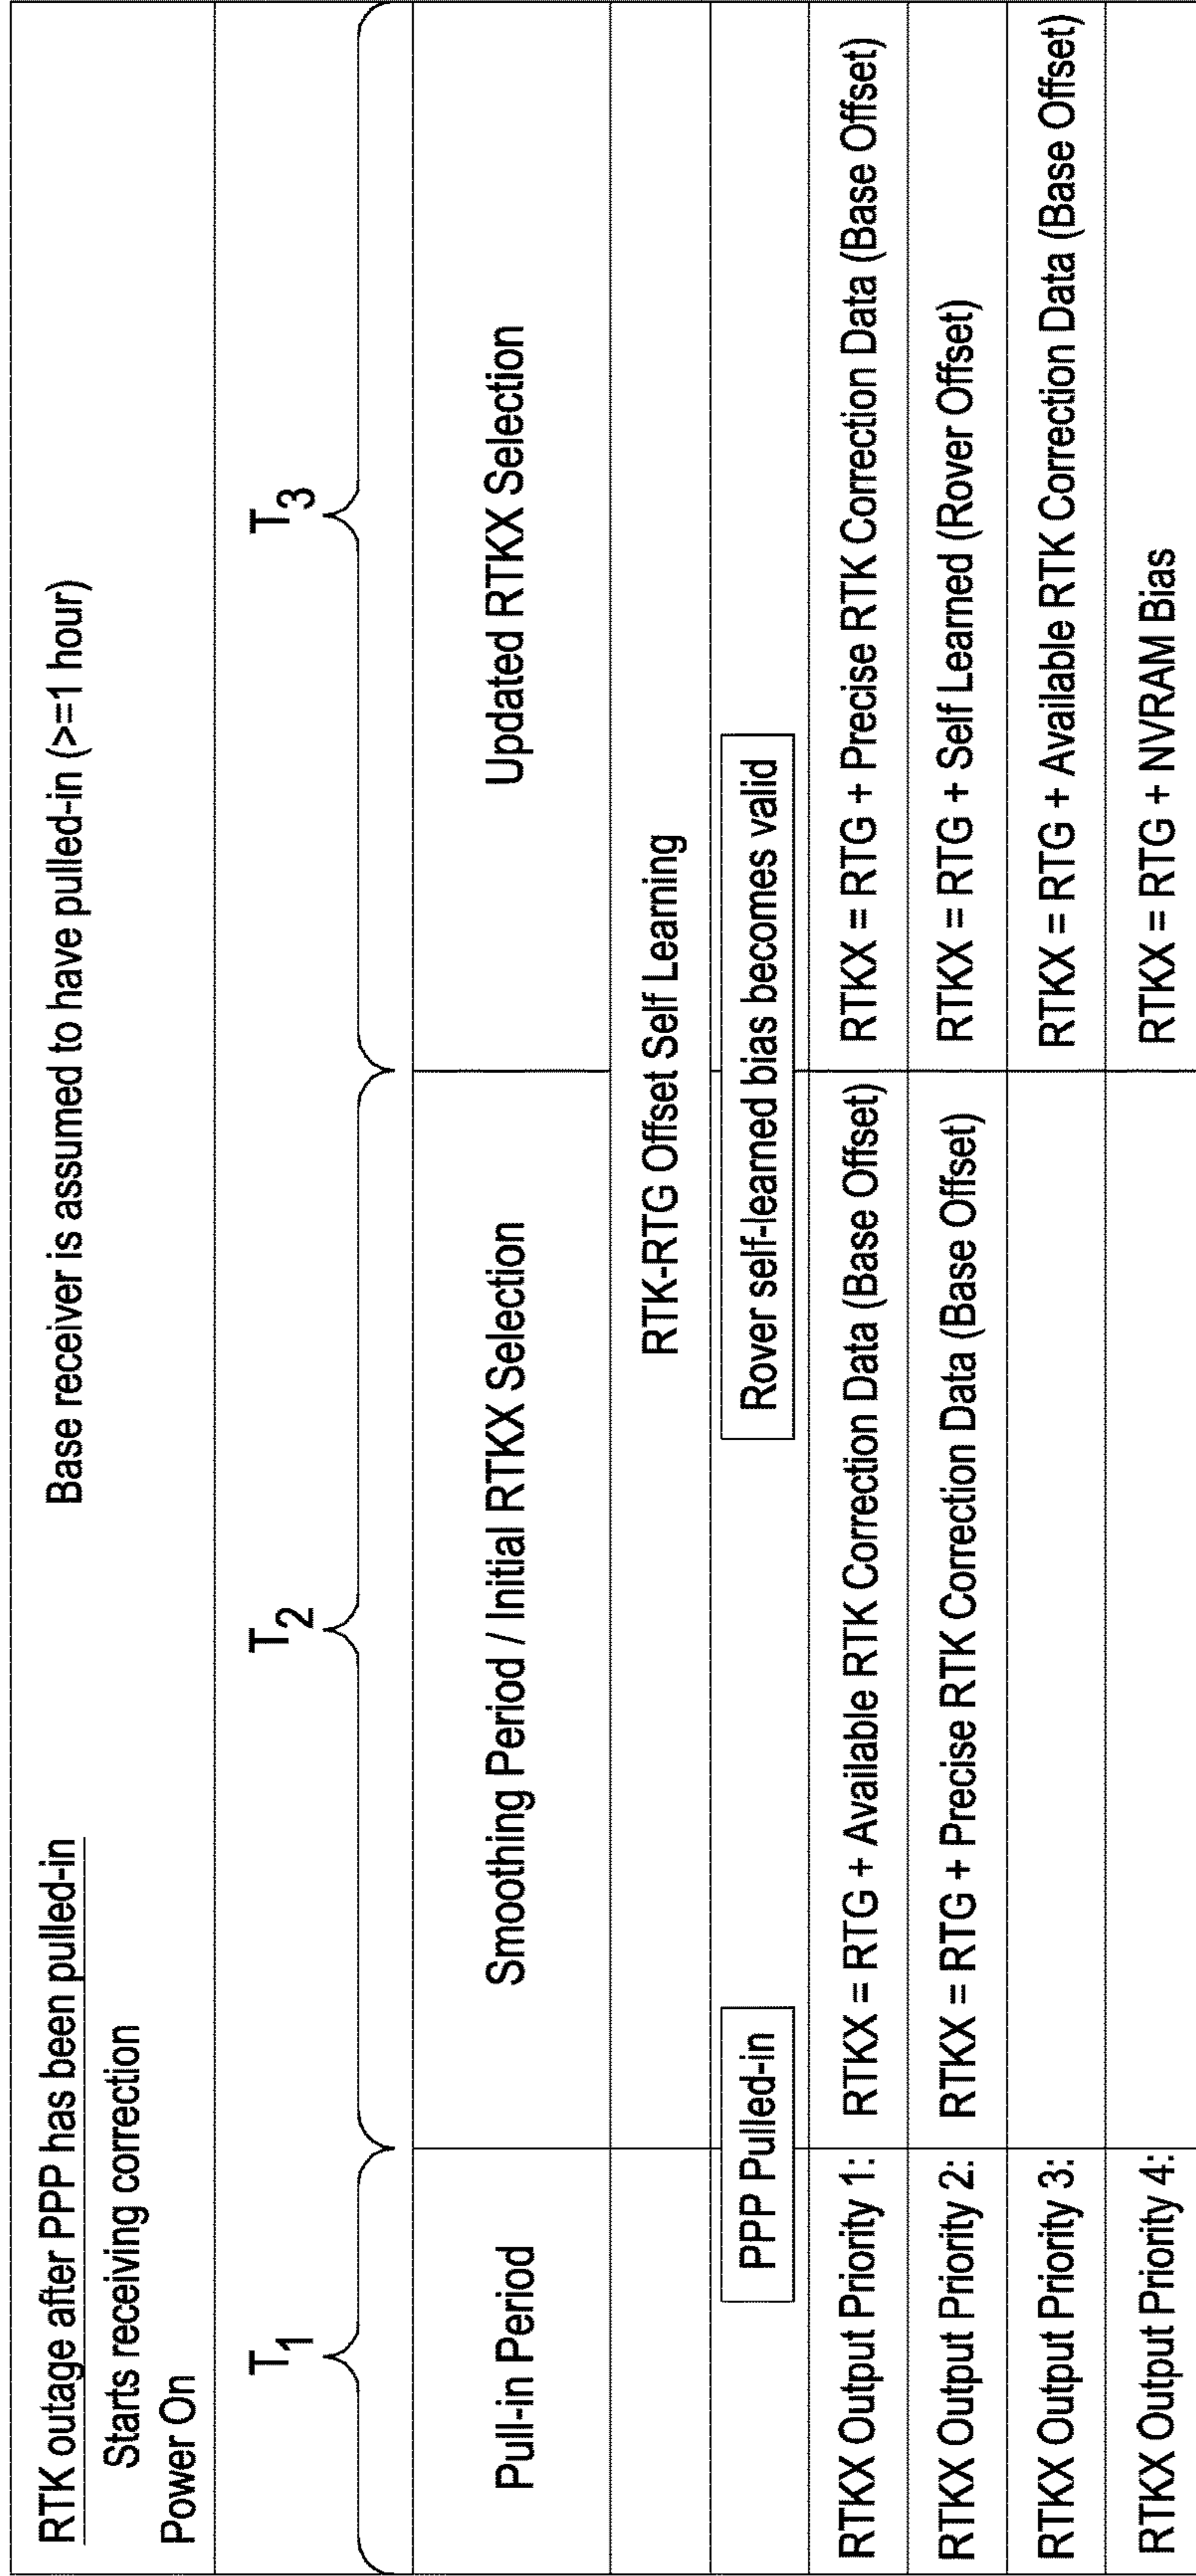 RTK outage after PPP has been pulled-in
Base receiver is assumed to have pulled-in (>=1 hour)
Starts receiving correction
Power On
T1
T2
T3
Pull-in Period
Smoothing Period / Initial RTKX Selection
Updated RTKX Selection
RTK-RTG Offset Self Learning
PPP Pulled-in
Rover self-learned bias becomes valid
RTKX Output Priority 1:
RTKX = RTG + Available RTK Correction Data (Base Offset)
RTKX = RTG + Precise RTK Correction Data (Base Offset)
RTKX Output Priority 2:
RTKX = RTG + Precise RTK Correction Data (Base Offset)
RTKX = RTG + Self Learned (Rover Offset)
RTKX Output Priority 3:
RTKX = RTG + Available RTK Correction Data (Base Offset)
RTKX Output Priority 4:
RTKX = RTG + NVRAM Bias